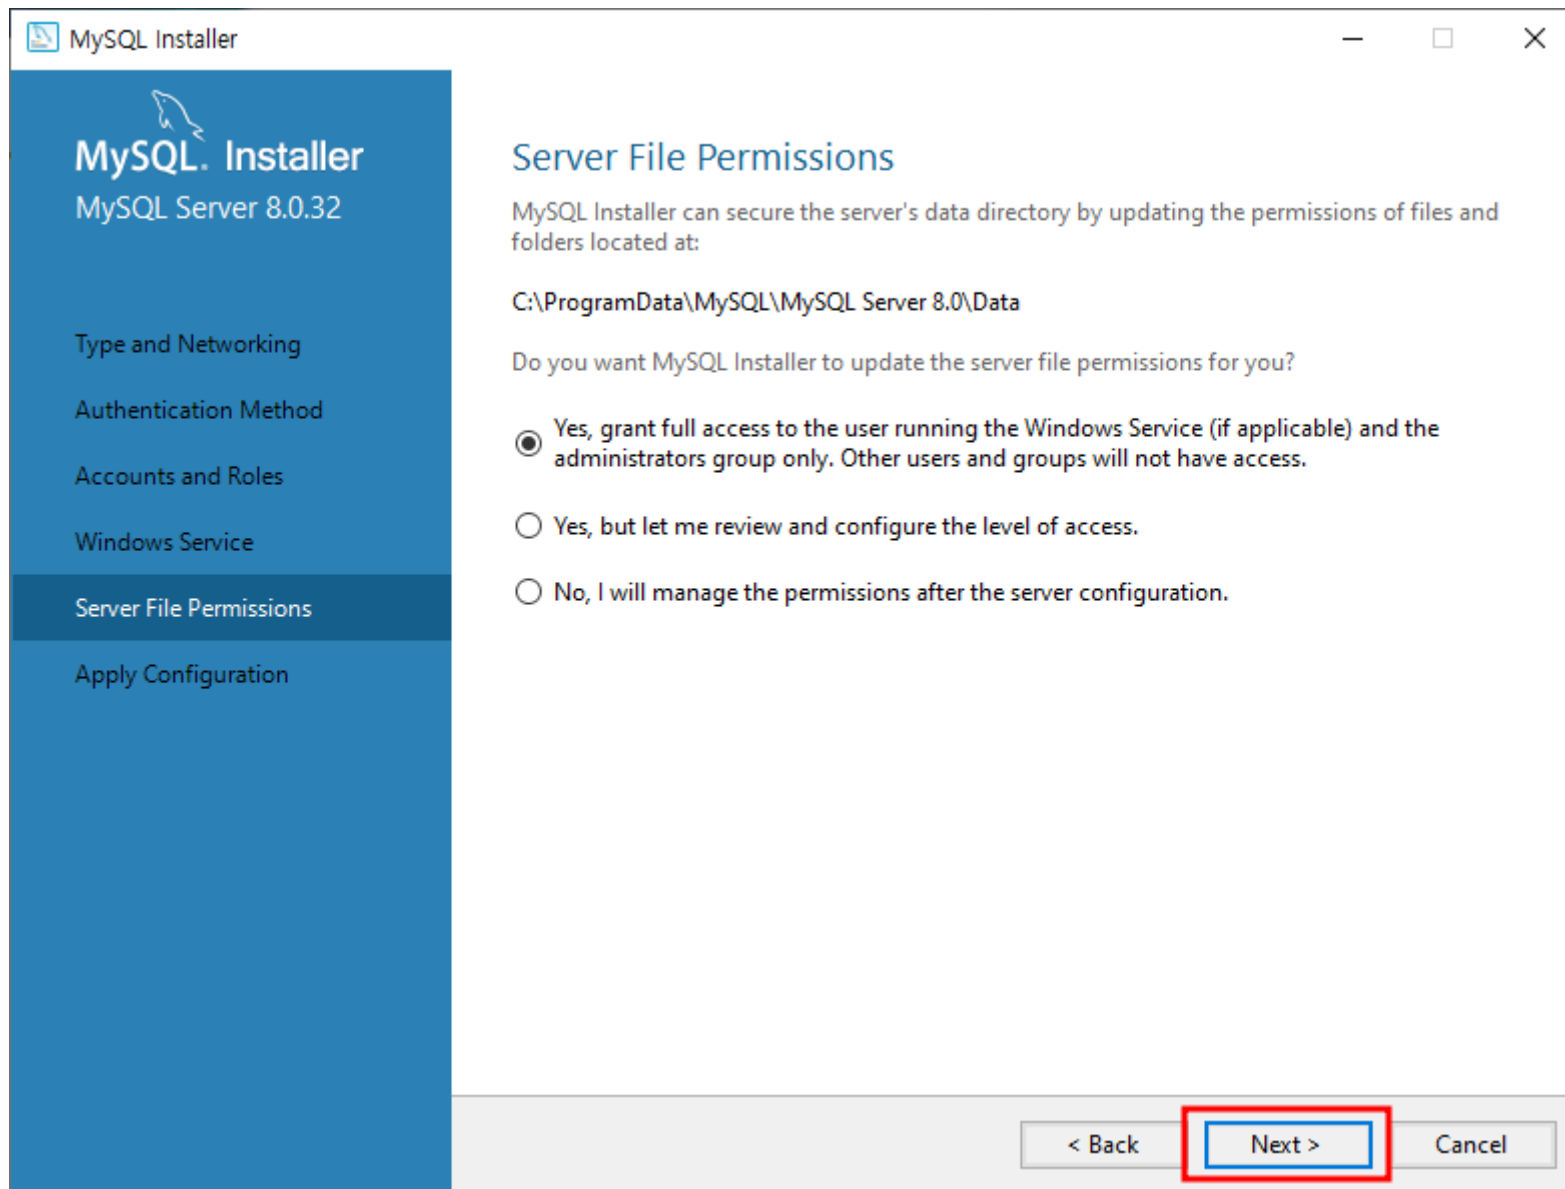 MySQL Installer
MySQL. Installer
MySQL Server 8.0.32
Type and Networking
Authentication Method
Accounts and Roles
Windows Service
Server File Permissions
Apply Configuration
Server File Permissions
MySQL Installer can secure the server's data directory by updating the permissions of files and
folders located at:
C:\ProgramData\MySQL\MySQL Server 8.0\Data
Do you want MySQL Installer to update the server file permissions for you?
Yes, grant full access to the user running the Windows Service (if applicable) and the
administrators group only. Other users and groups will not have access.
Yes, but let me review and configure the level of access.
No, I will manage the permissions after the server configuration.
< Back
Next >
Cancel